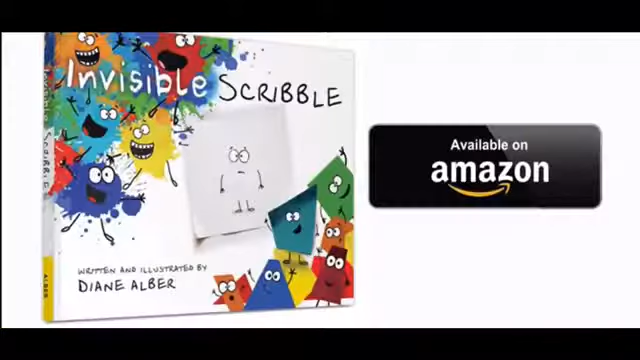 Invisible SCRIBBLE
WRITTEN AND ILLUSTRATED BY
DIANE ALBER
INVISIBLE SCRIBBLE
ALBER
Available on
amazon